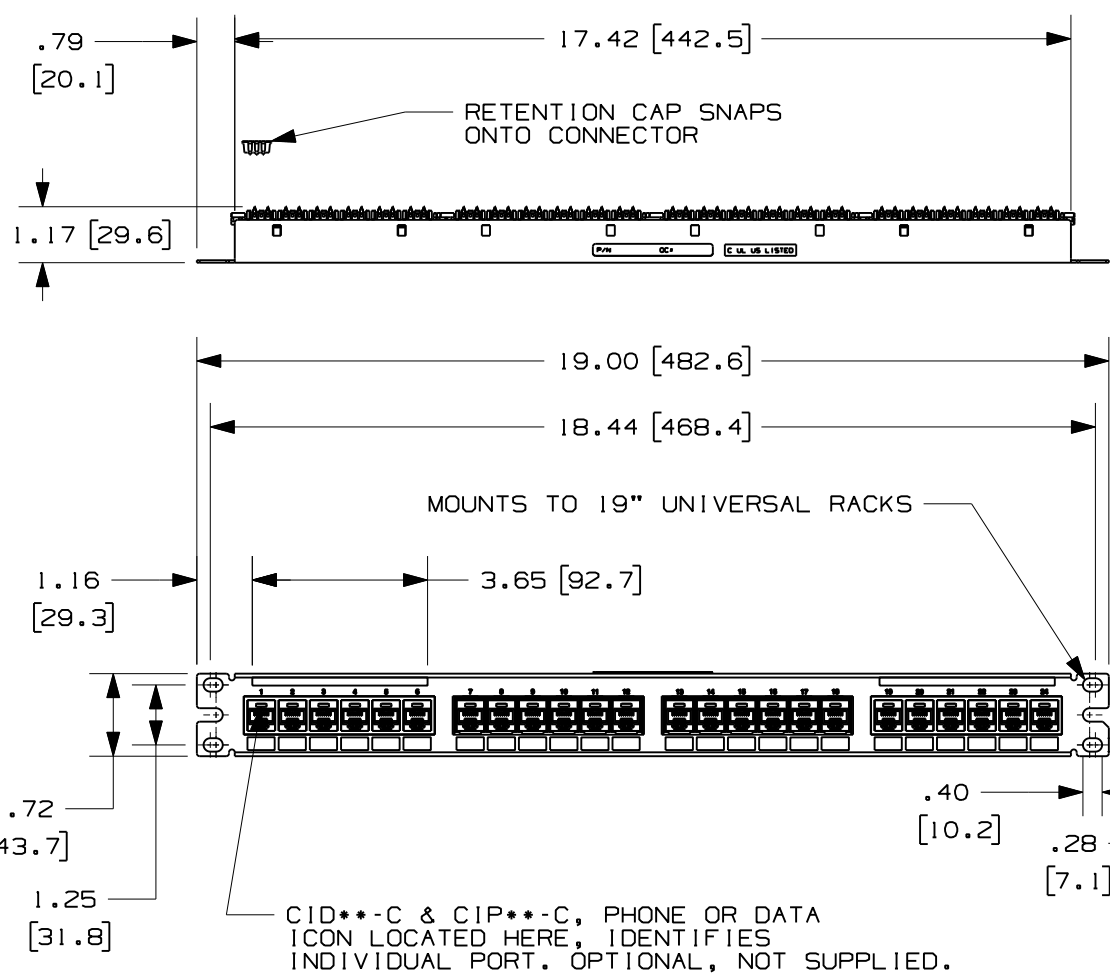 .79
[20.1]
17.42 [442.5]
RETENTION CAP SNAPS
ONTO CONNECTOR
1.17 [29.6]
P/N QC#
C UL US LISTED
19.00 [482.6]
18.44 [468.4]
MOUNTS TO 19" UNIVERSAL RACKS
1.16
[29.3]
3.65 [92.7]
1 2 3 4 5 6 7 8 9 10 11 12 13 14 15 16 17 18 19 20 21 22 23 24
.72
43.7]
1.25
[31.8]
.40
[10.2]
.28
[7.1]
CID**-C & CIP**-C, PHONE OR DATA
ICON LOCATED HERE, IDENTIFIES
INDIVIDUAL PORT. OPTIONAL, NOT SUPPLIED.